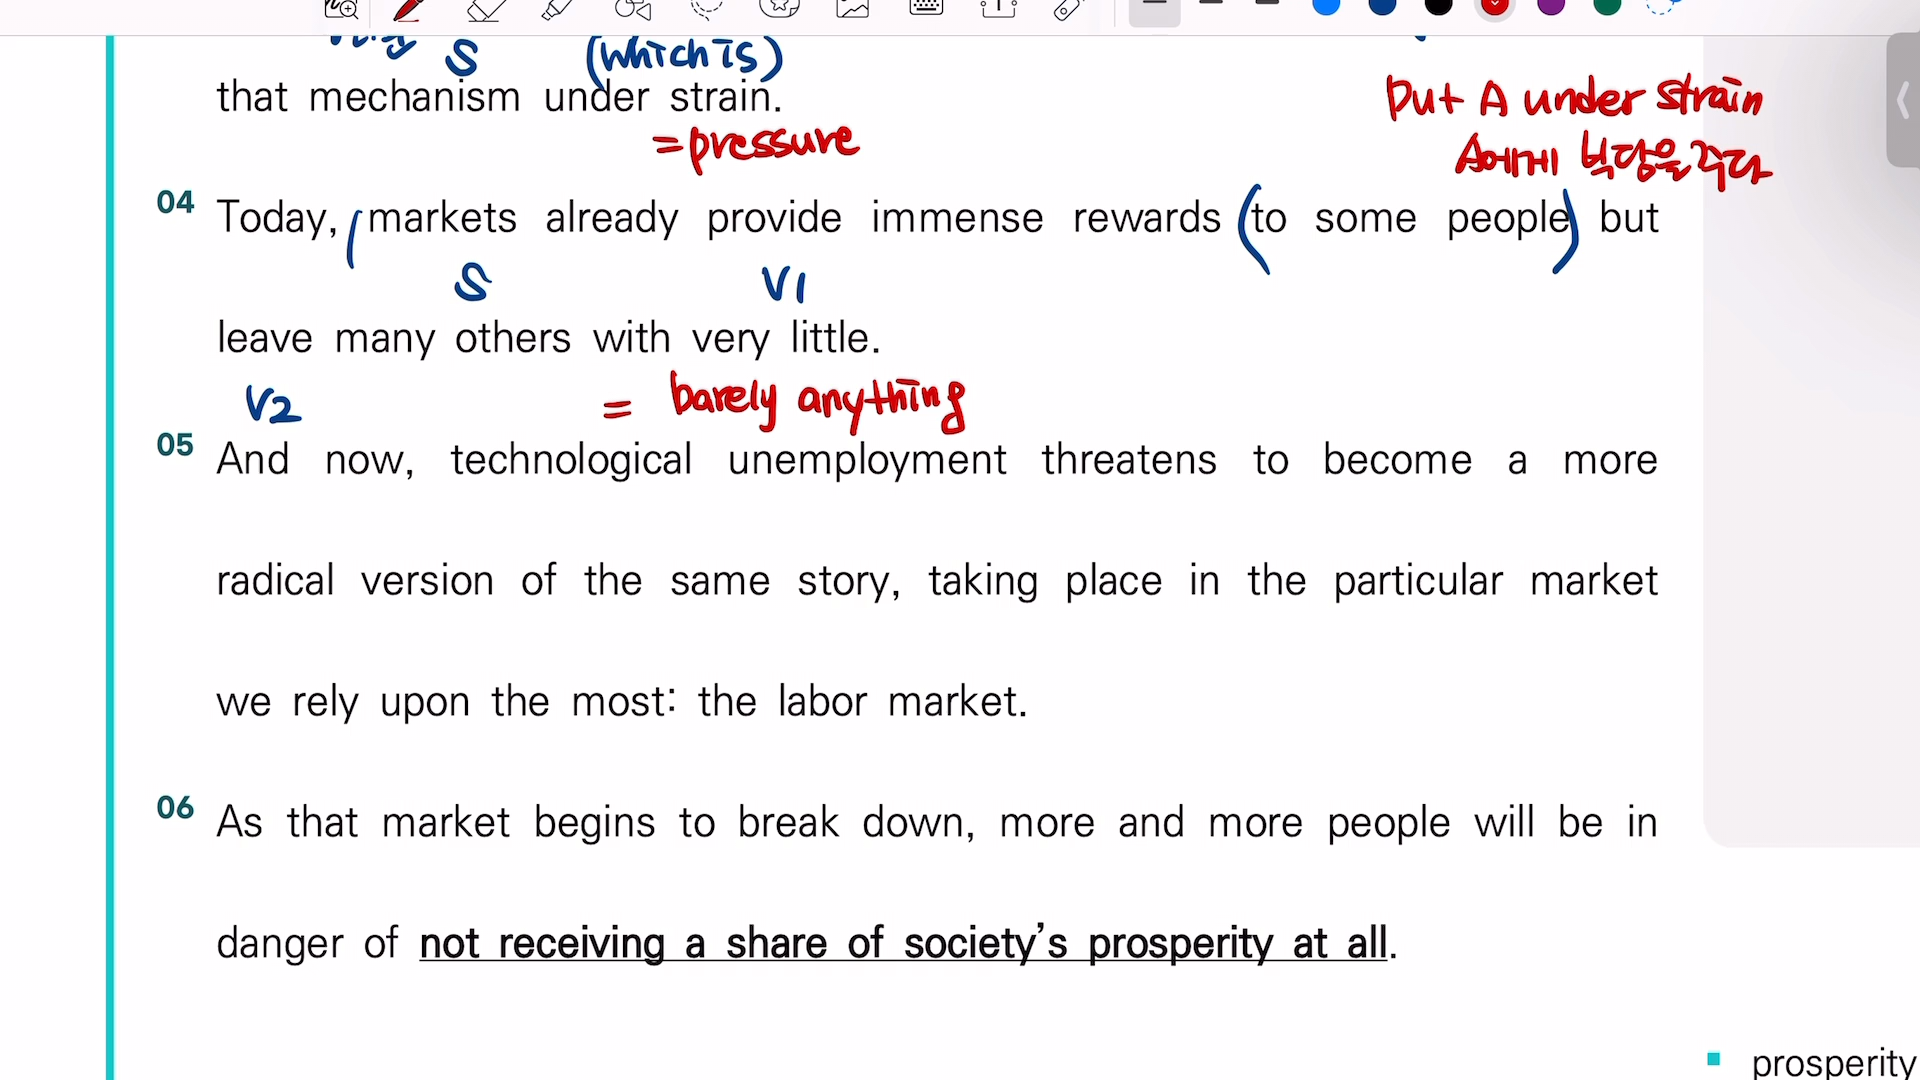 S (which is)
that mechanism under strain.
= pressure
put A under strain
A에게 부담을 주다
04 Today, markets already provide immense rewards (to some people) but
S V1
leave many others with very little.
V2 = barely anything
05 And now, technological unemployment threatens to become a more
radical version of the same story, taking place in the particular market
we rely upon the most: the labor market.
06 As that market begins to break down, more and more people will be in
danger of not receiving a share of society's prosperity at all.
prosperity